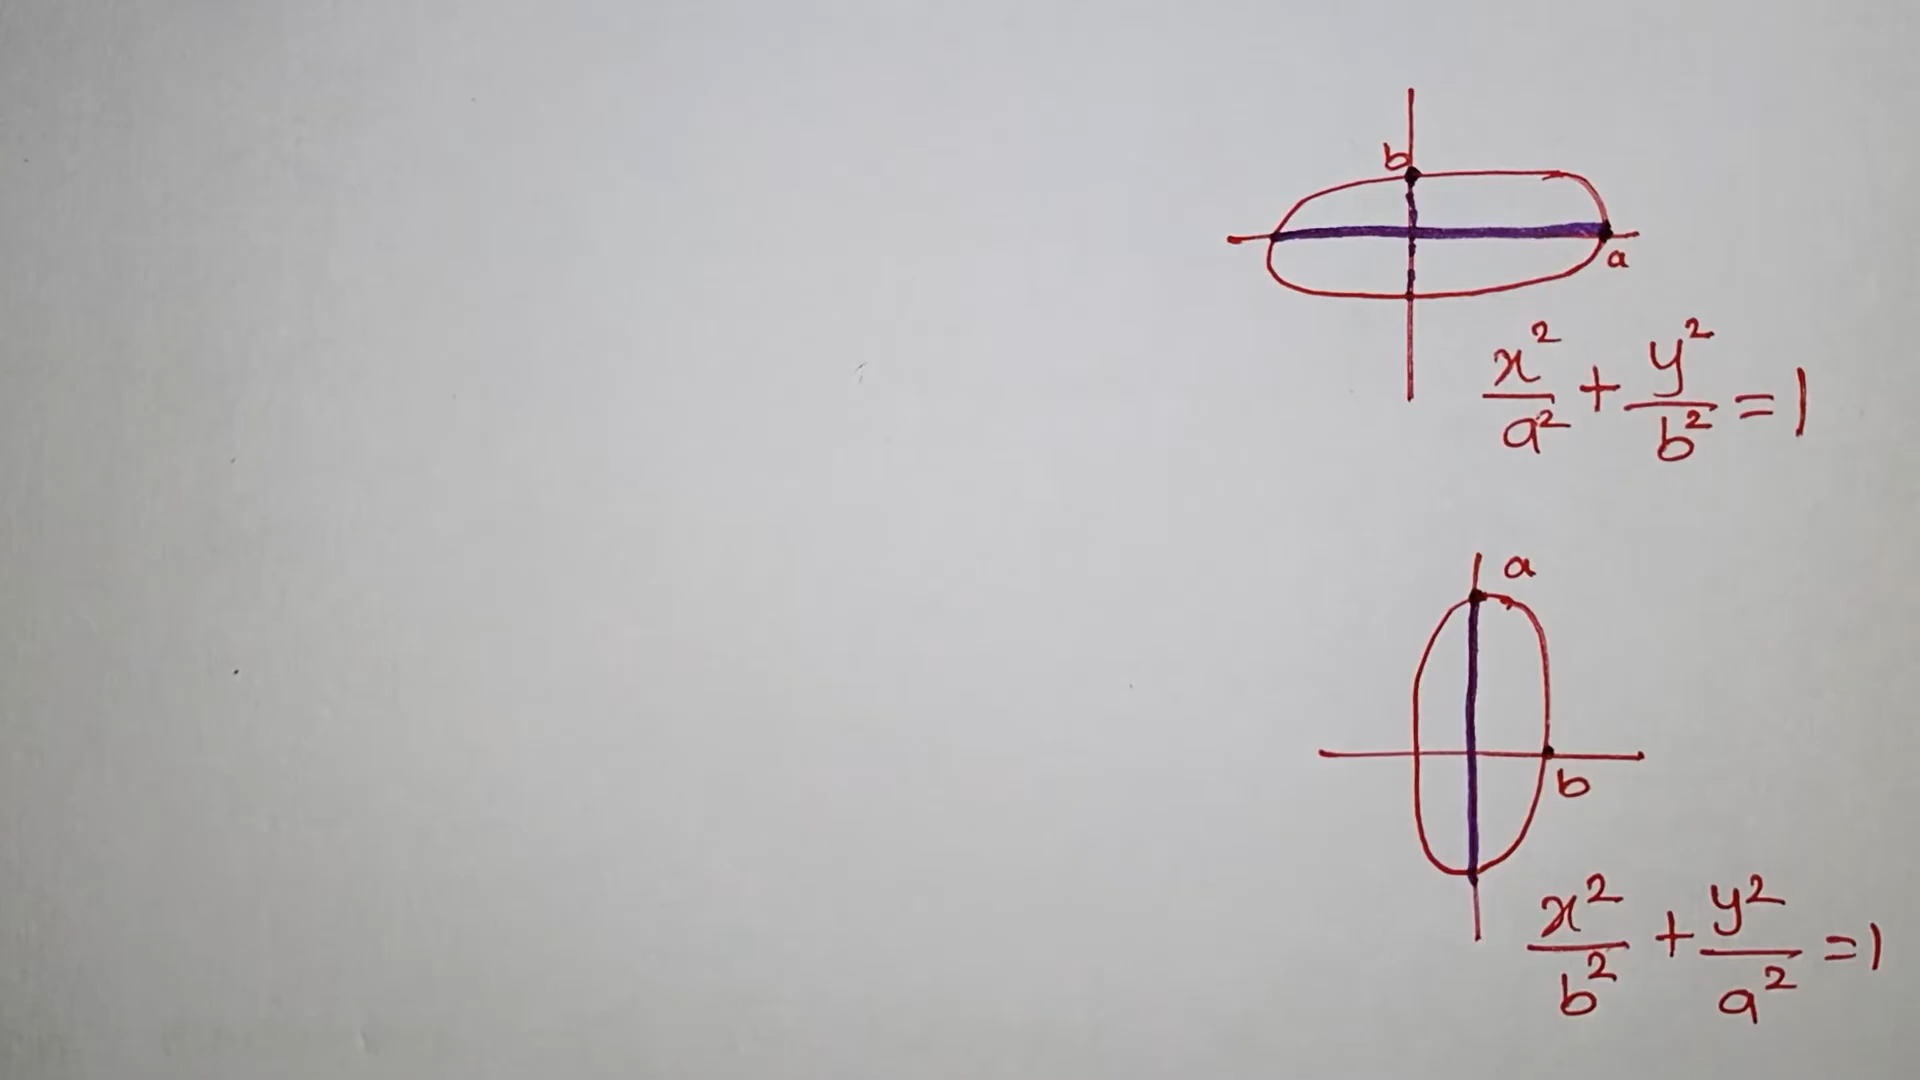 b
a
x²/a² + y²/b² = 1
a
b
x²/b² + y²/a² = 1